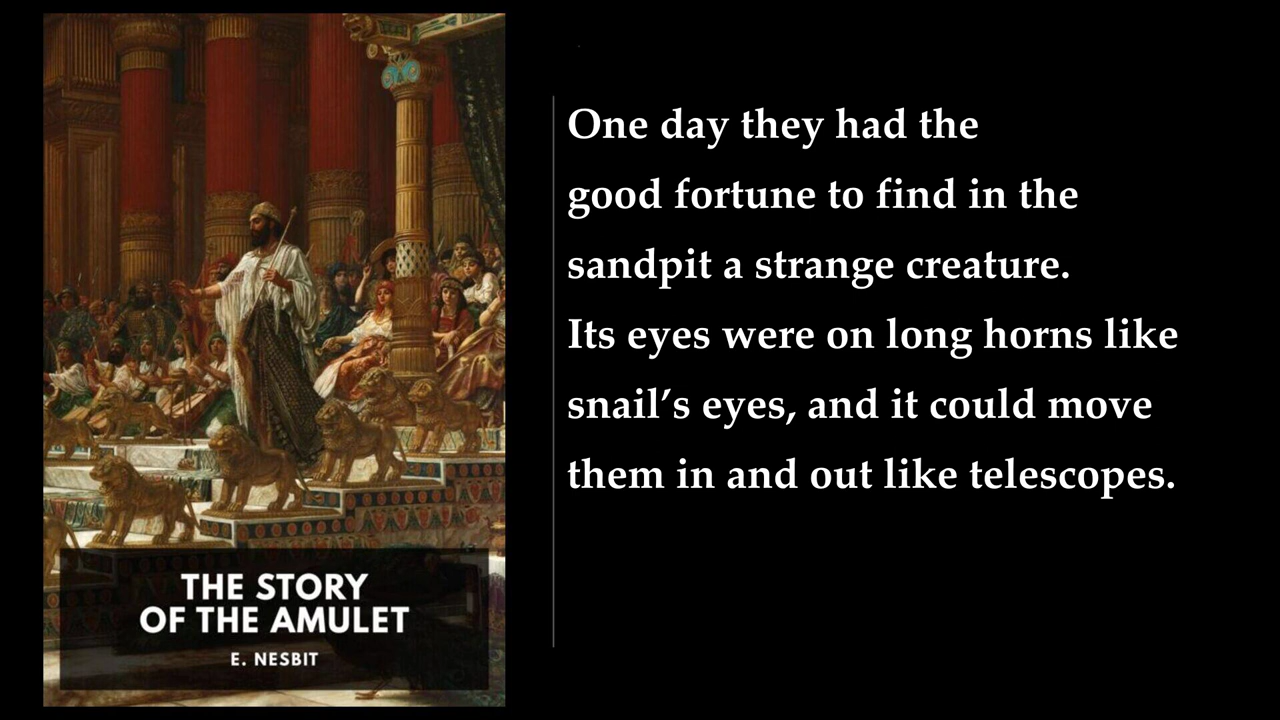 THE STORY
OF THE AMULET
E. NESBIT
One day they had the
good fortune to find in the
sandpit a strange creature.
Its eyes were on long horns like
snail’s eyes, and it could move
them in and out like telescopes.